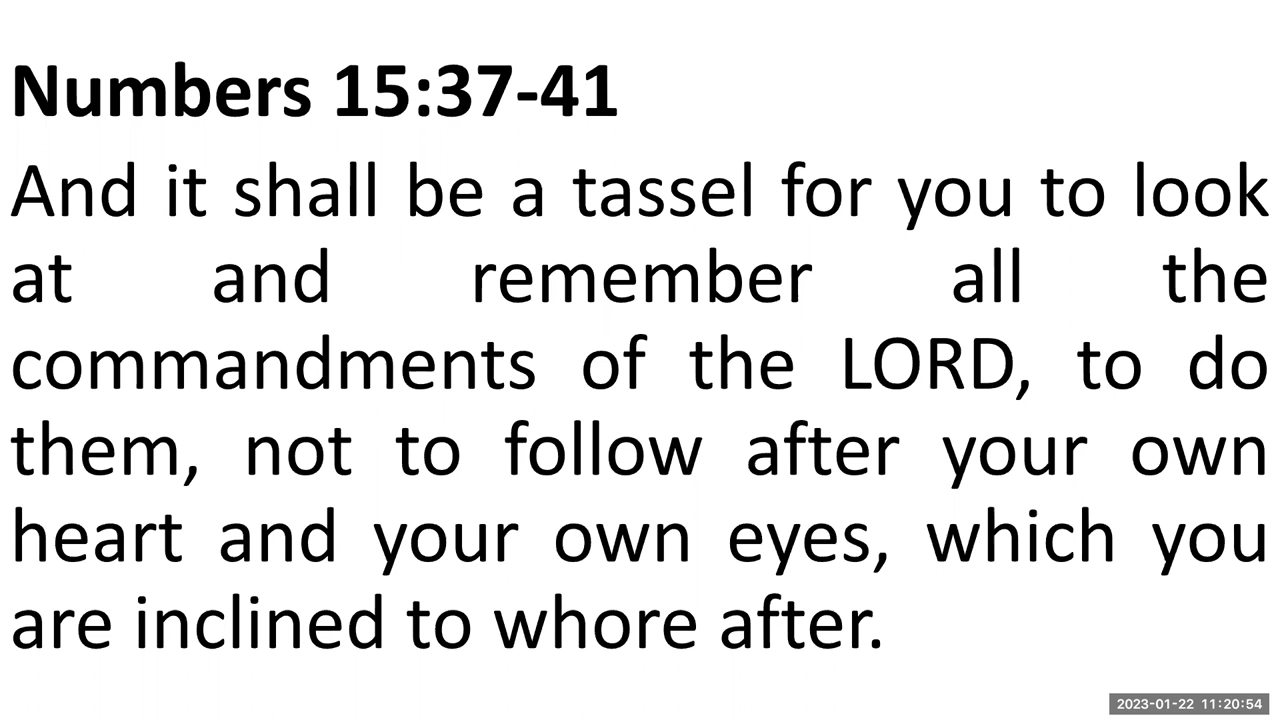 Numbers 15:37-41
And it shall be a tassel for you to look
at and remember all the
commandments of the LORD, to do
them, not to follow after your own
heart and your own eyes, which you
are inclined to whore after.
2023-01-22 11:20:54